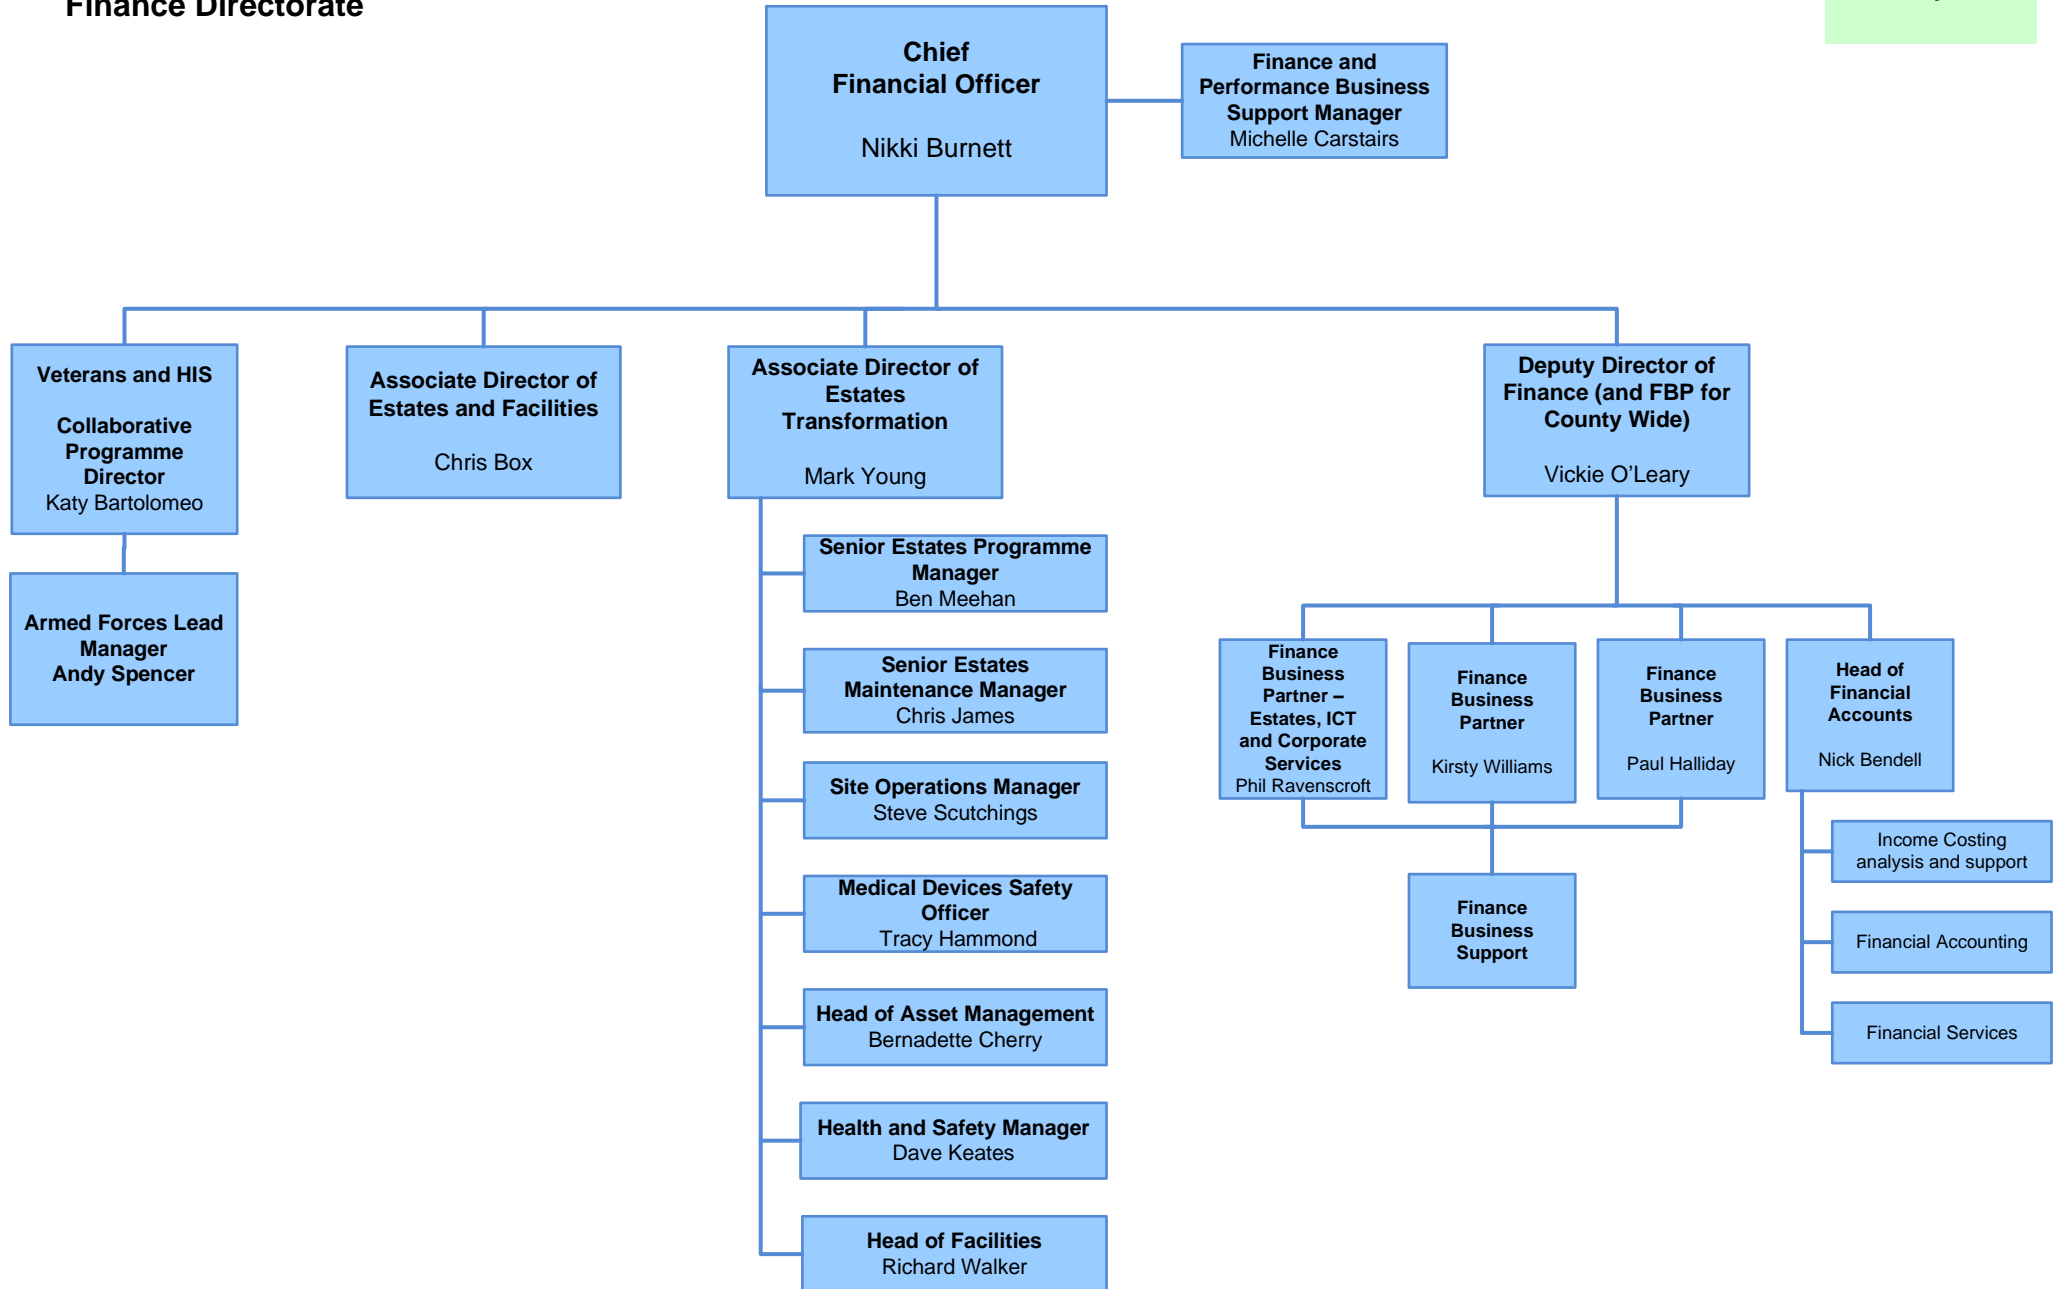 Finance Directorate
Chief
Financial Officer
Nikki Burnett
Finance and
Performance Business
Support Manager
Michelle Carstairs
Veterans and HIS
Collaborative
Programme
Director
Katy Bartolomeo
Associate Director of
Estates and Facilities
Chris Box
Associate Director of
Estates
Transformation
Mark Young
Deputy Director of
Finance (and FBP for
County Wide)
Vickie O'Leary
Armed Forces Lead
Manager
Andy Spencer
Senior Estates Programme
Manager
Ben Meehan
Senior Estates
Maintenance Manager
Chris James
Site Operations Manager
Steve Scutchings
Medical Devices Safety
Officer
Tracy Hammond
Head of Asset Management
Bernadette Cherry
Health and Safety Manager
Dave Keates
Head of Facilities
Richard Walker
Finance
Business
Partner –
Estates, ICT
and Corporate
Services
Phil Ravenscroft
Finance
Business
Partner
Kirsty Williams
Finance
Business
Partner
Paul Halliday
Head of
Financial
Accounts
Nick Bendell
Finance
Business
Support
Income Costing
analysis and support
Financial Accounting
Financial Services